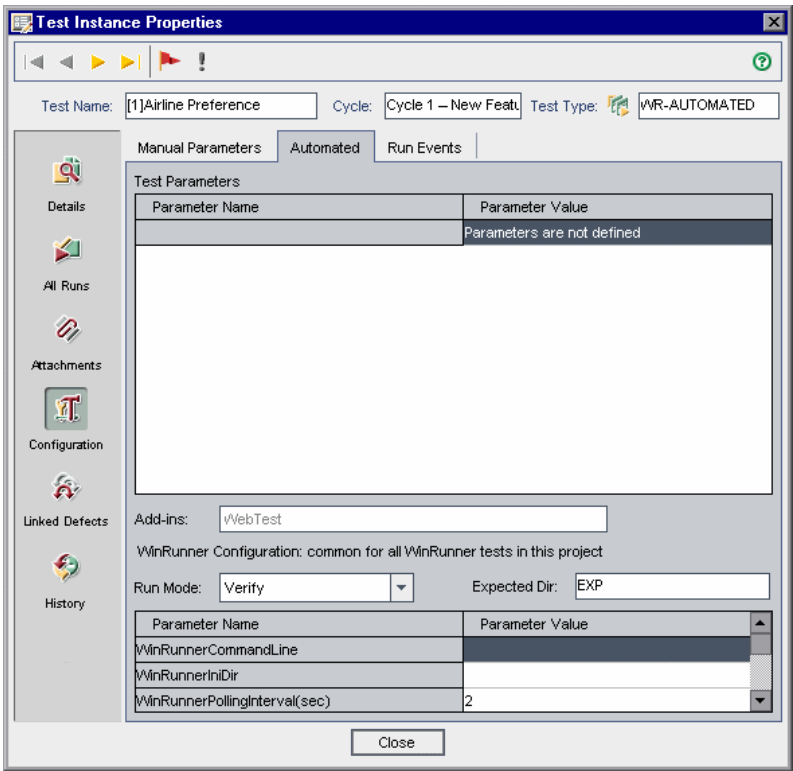 Test Instance Properties
Test Name: [1]Airline Preference Cycle: Cycle 1 – New Featu Test Type: WR-AUTOMATED
Manual Parameters Automated Run Events
Details
All Runs
Attachments
Configuration
Linked Defects
History
Test Parameters
Parameter Name Parameter Value
Parameters are not defined
Add-ins: WebTest
WinRunner Configuration: common for all WinRunner tests in this project
Run Mode: Verify Expected Dir: EXP
Parameter Name Parameter Value
WinRunnerCommandLine
WinRunnerIniDir
WinRunnerPollingInterval(sec) 2
Close